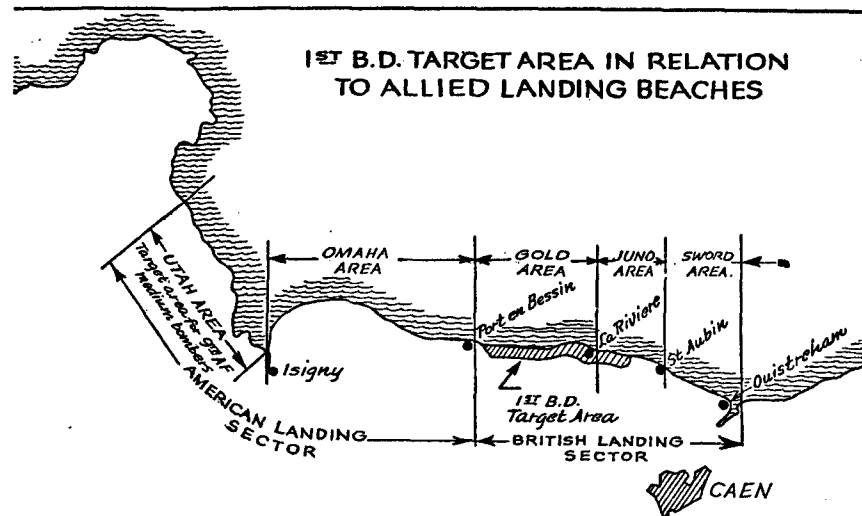 1ST B.D. TARGET AREA IN RELATION
TO ALLIED LANDING BEACHES
OMAHA
AREA
GOLD
AREA
JUNO
AREA
SWORD
AREA.
UTAH AREA
Target area for 9TH AF
medium bombers
AMERICAN LANDING
SECTOR
Isigny
Port en Bessin
La Riviere
St Aubin
Ouistreham
1ST B.D.
Target Area
BRITISH LANDING
SECTOR
CAEN